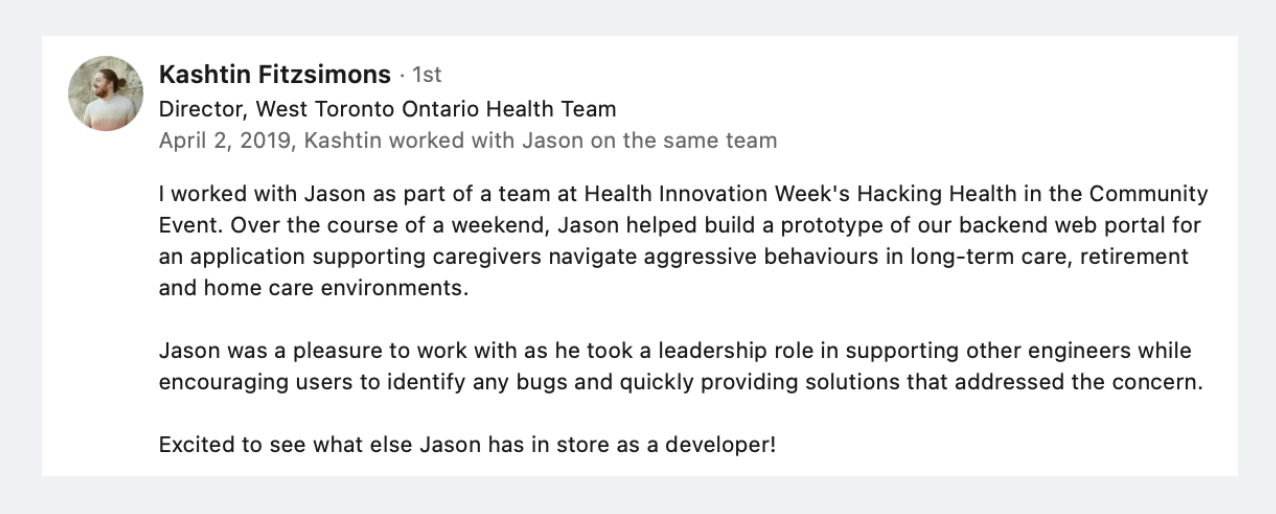 Kashtin Fitzsimons · 1st
Director, West Toronto Ontario Health Team
April 2, 2019, Kashtin worked with Jason on the same team
I worked with Jason as part of a team at Health Innovation Week's Hacking Health in the Community
Event. Over the course of a weekend, Jason helped build a prototype of our backend web portal for
an application supporting caregivers navigate aggressive behaviours in long-term care, retirement
and home care environments.
Jason was a pleasure to work with as he took a leadership role in supporting other engineers while
encouraging users to identify any bugs and quickly providing solutions that addressed the concern.
Excited to see what else Jason has in store as a developer!